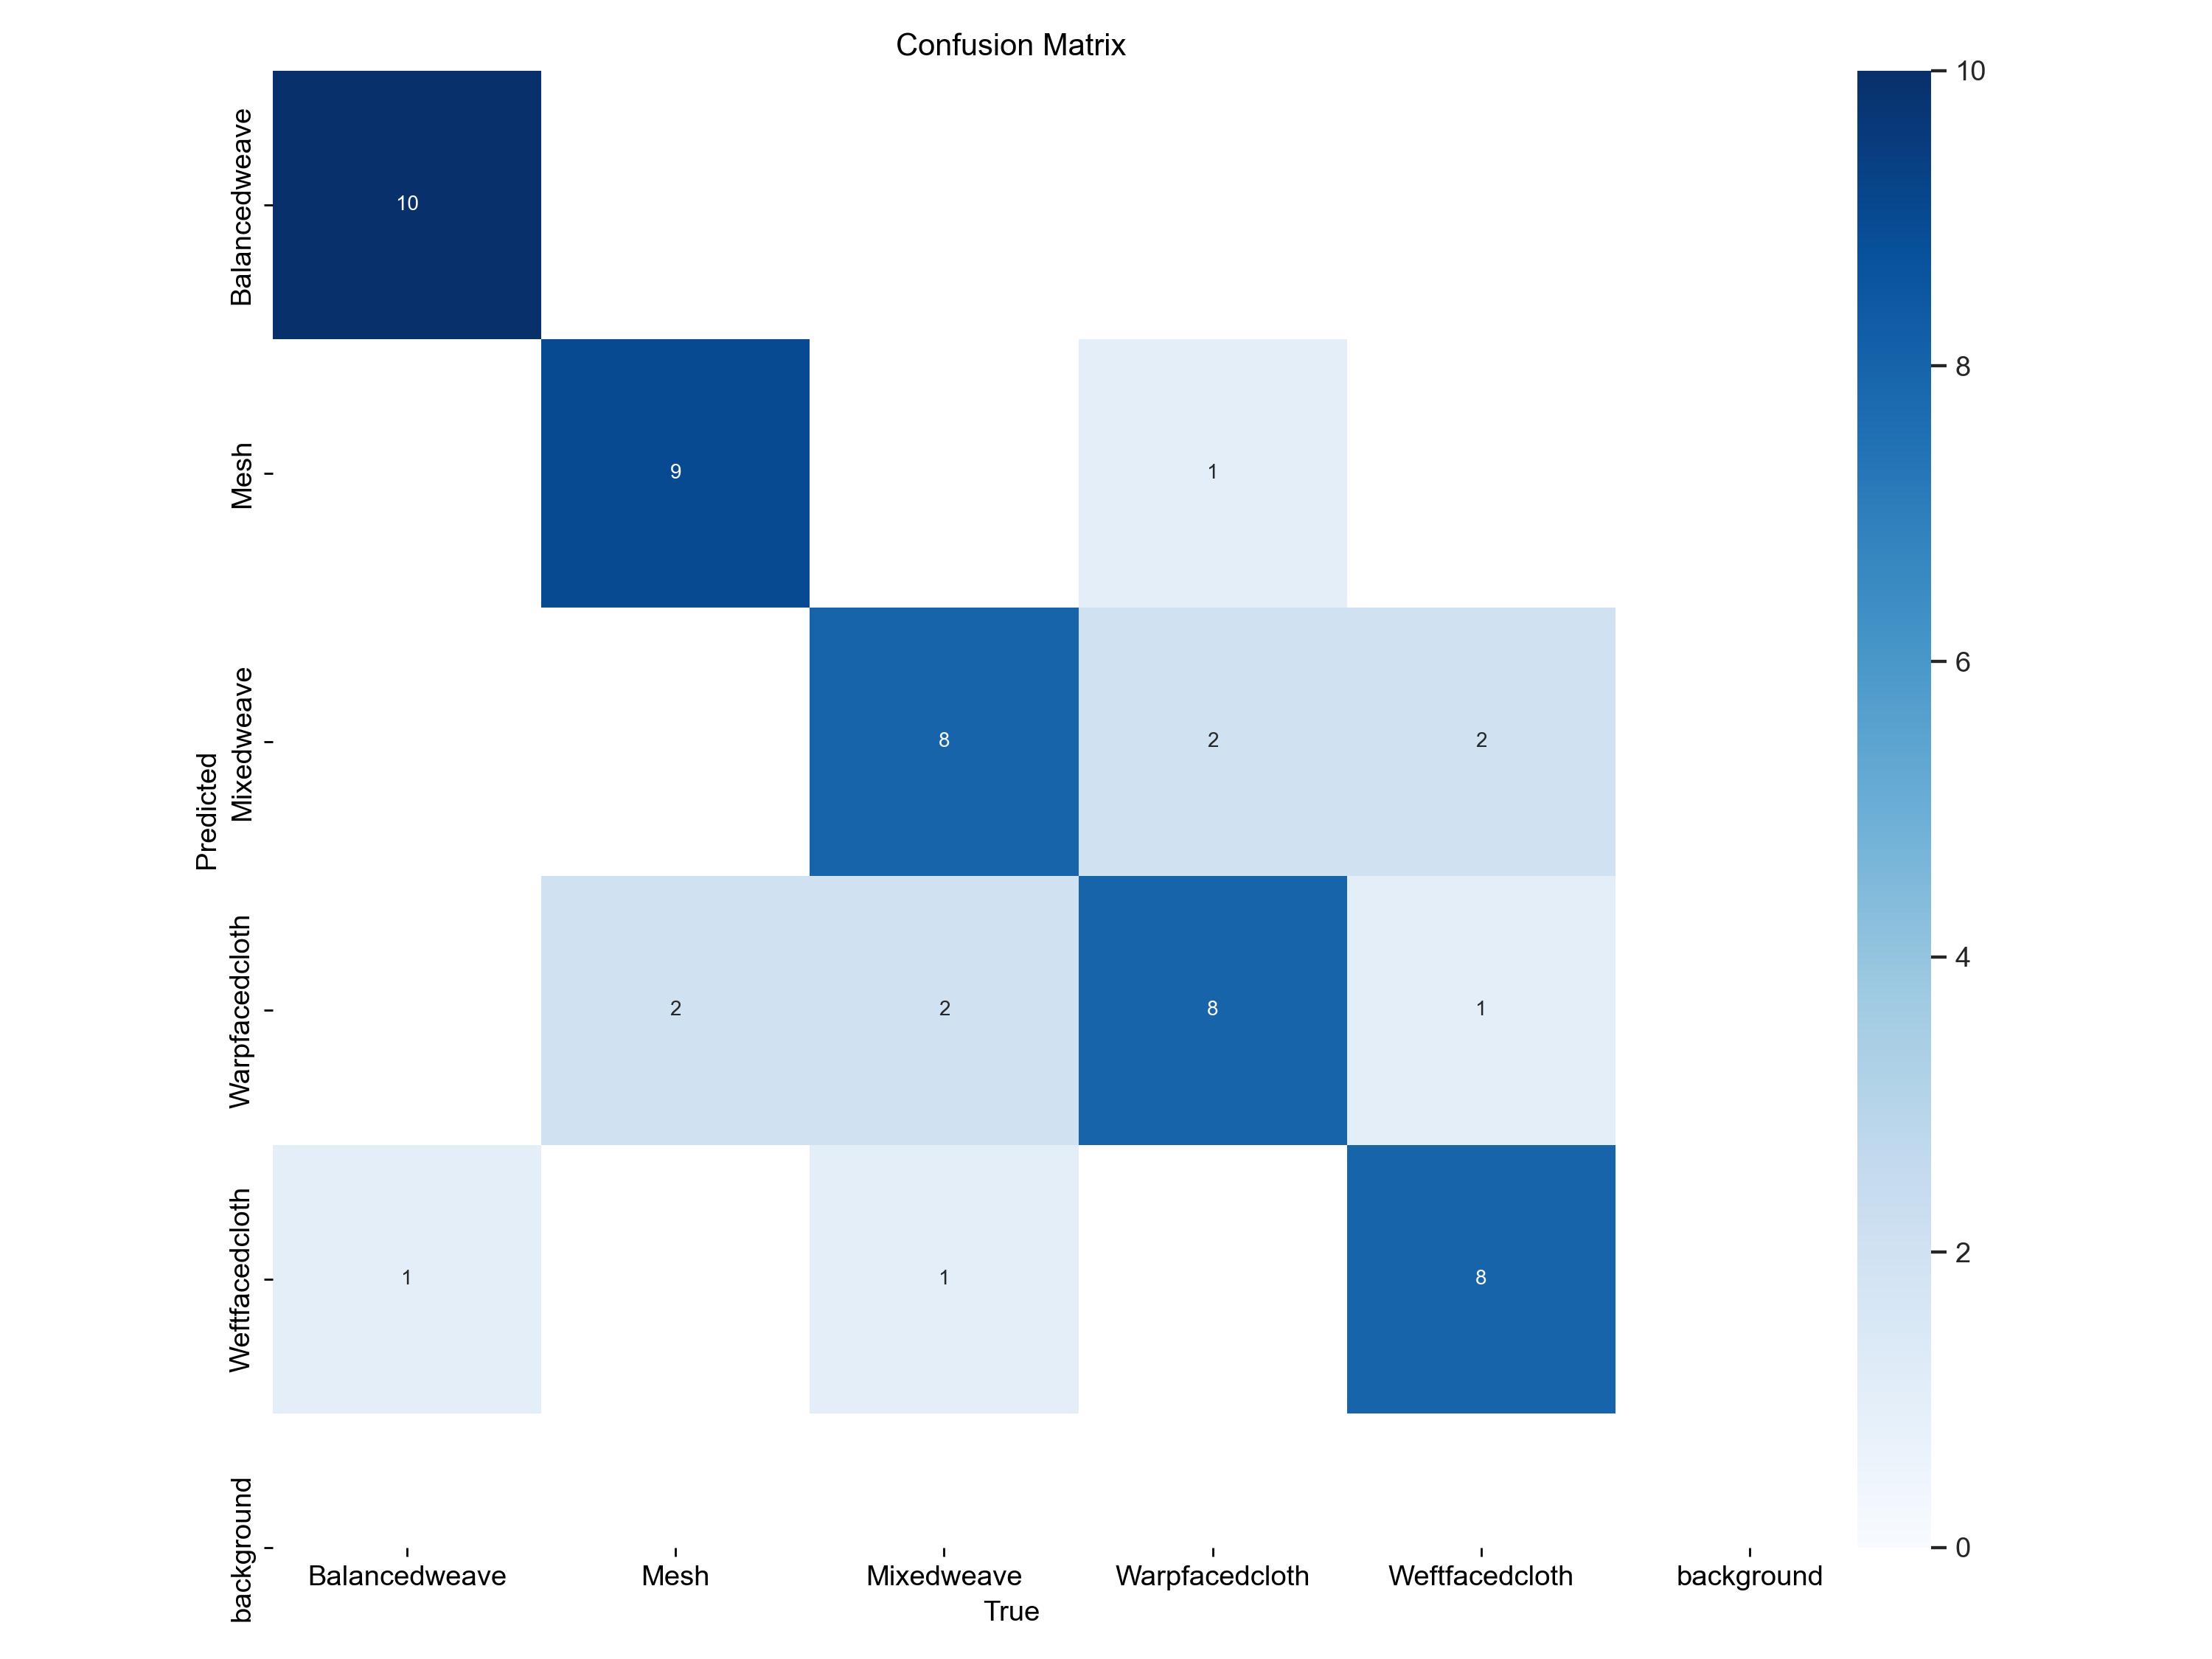 Confusion Matrix
Predicted
Balancedweave
10
Mesh
9
1
Mixedweave
8
2
2
Warpfacedcloth
2
2
8
1
Weftfacedcloth
1
1
8
background
Balancedweave
Mesh
Mixedweave
Warpfacedcloth
Weftfacedcloth
background
True
10
8
6
4
2
0